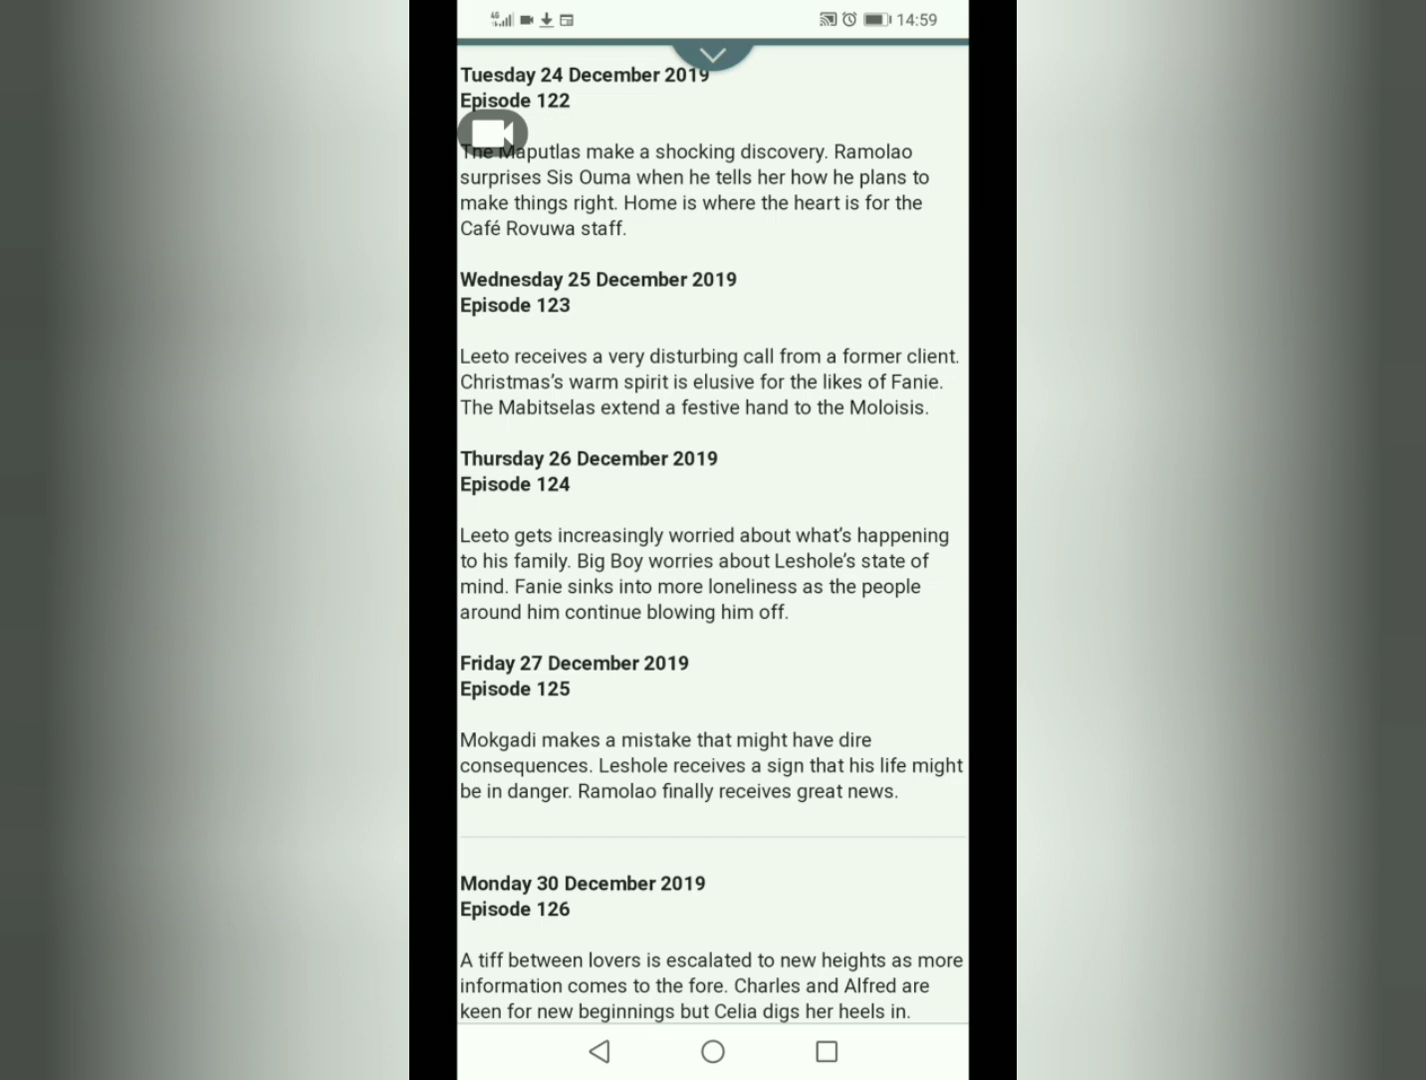 4G
14:59
Tuesday 24 December 2019
Episode 122
The Maputlas make a shocking discovery. Ramolao
surprises Sis Ouma when he tells her how he plans to
make things right. Home is where the heart is for the
Café Rovuwa staff.
Wednesday 25 December 2019
Episode 123
Leeto receives a very disturbing call from a former client.
Christmas’s warm spirit is elusive for the likes of Fanie.
The Mabitselas extend a festive hand to the Moloisis.
Thursday 26 December 2019
Episode 124
Leeto gets increasingly worried about what’s happening
to his family. Big Boy worries about Leshole’s state of
mind. Fanie sinks into more loneliness as the people
around him continue blowing him off.
Friday 27 December 2019
Episode 125
Mokgadi makes a mistake that might have dire
consequences. Leshole receives a sign that his life might
be in danger. Ramolao finally receives great news.
Monday 30 December 2019
Episode 126
A tiff between lovers is escalated to new heights as more
information comes to the fore. Charles and Alfred are
keen for new beginnings but Celia digs her heels in.